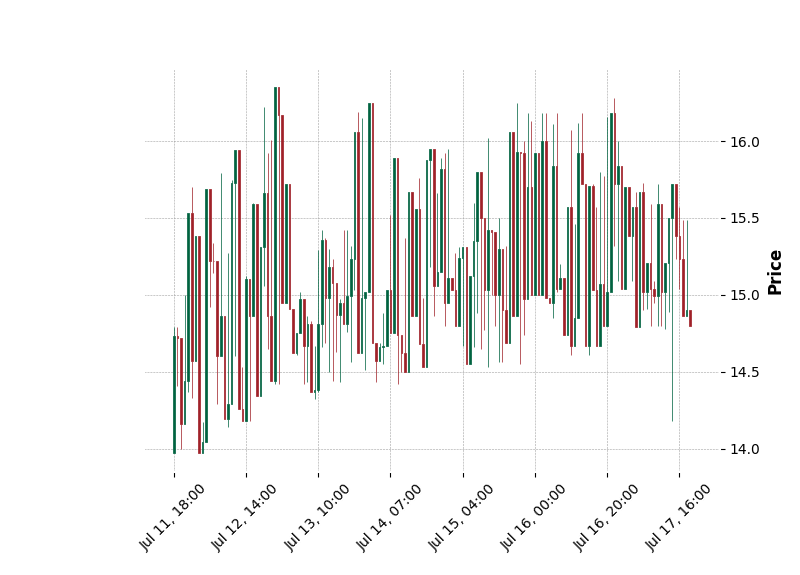 16.0
15.5
15.0
14.5
14.0
Price
Jul 11, 18:00
Jul 12, 14:00
Jul 13, 10:00
Jul 14, 07:00
Jul 15, 04:00
Jul 16, 00:00
Jul 16, 20:00
Jul 17, 16:00